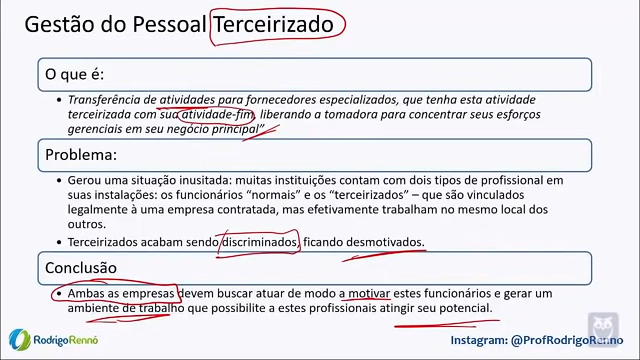 Gestão do Pessoal Terceirizado
O que é:
• Transferência de atividades para fornecedores especializados, que tenha esta atividade
terceirizada com sua atividade-fim, liberando a tomadora para concentrar seus esforços
gerenciais em seu negócio principal”
Problema:
• Gerou uma situação inusitada: muitas instituições contam com dois tipos de profissional em
suas instalações: os funcionários “normais” e os “terceirizados” – que são vinculados
legalmente à uma empresa contratada, mas efetivamente trabalham no mesmo local dos
outros.
• Terceirizados acabam sendo discriminados, ficando desmotivados.
Conclusão
• Ambas as empresas devem buscar atuar de modo a motivar estes funcionários e gerar um
ambiente de trabalho que possibilite a estes profissionais atingir seu potencial.
RodrigoRennó
Instagram: @ProfRodrigoRenno